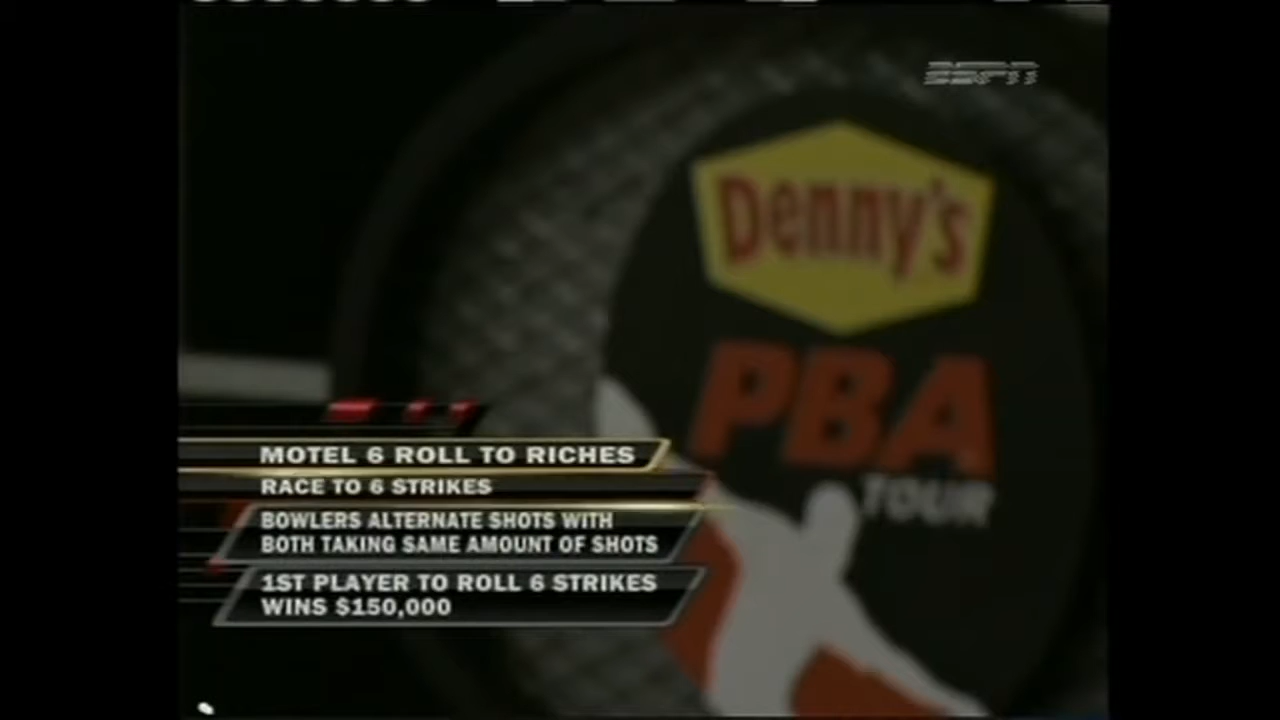 ESPN
Denny's
PBA
TOUR
MOTEL 6 ROLL TO RICHES
RACE TO 6 STRIKES
BOWLERS ALTERNATE SHOTS WITH
BOTH TAKING SAME AMOUNT OF SHOTS
1ST PLAYER TO ROLL 6 STRIKES
WINS $150,000